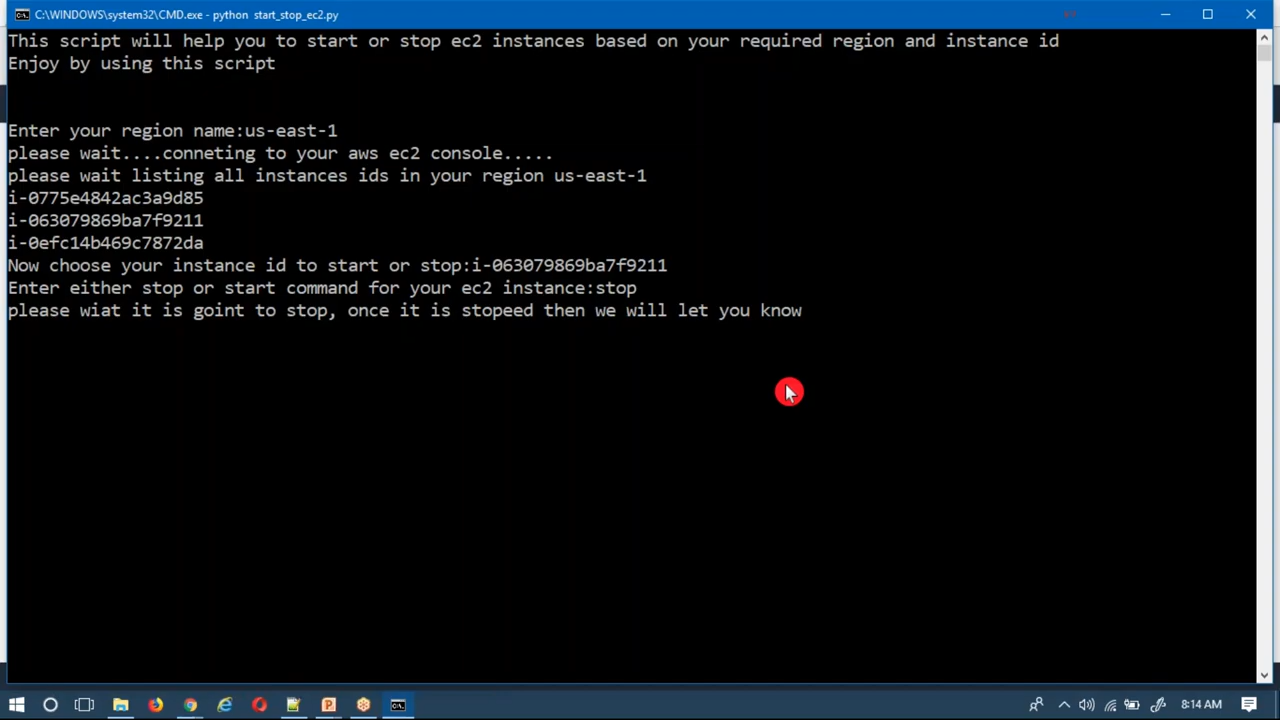 C:\WINDOWS\system32\CMD.exe - python start_stop_ec2.py
This script will help you to start or stop ec2 instances based on your required region and instance id
Enjoy by using this script
Enter your region name:us-east-1
please wait....conneting to your aws ec2 console.....
please wait listing all instances ids in your region us-east-1
i-0775e4842ac3a9d85
i-063079869ba7f9211
i-0efc14b469c7872da
Now choose your instance id to start or stop:i-063079869ba7f9211
Enter either stop or start command for your ec2 instance:stop
please wiat it is goint to stop, once it is stopeed then we will let you know
8:14 AM